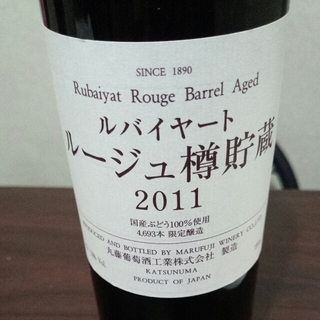 SINCE 1890
Rubaiyat Rouge Barrel Aged
ルバイヤート
ルージュ樽貯蔵
2011
国産ぶどう100%使用
4,693本 限定醸造
PRODUCED AND BOTTLED BY MARUFUJI WINERY CO.,LTD.
丸藤葡萄酒工業株式会社 製造
KATSUNUMA
PRODUCT OF JAPAN